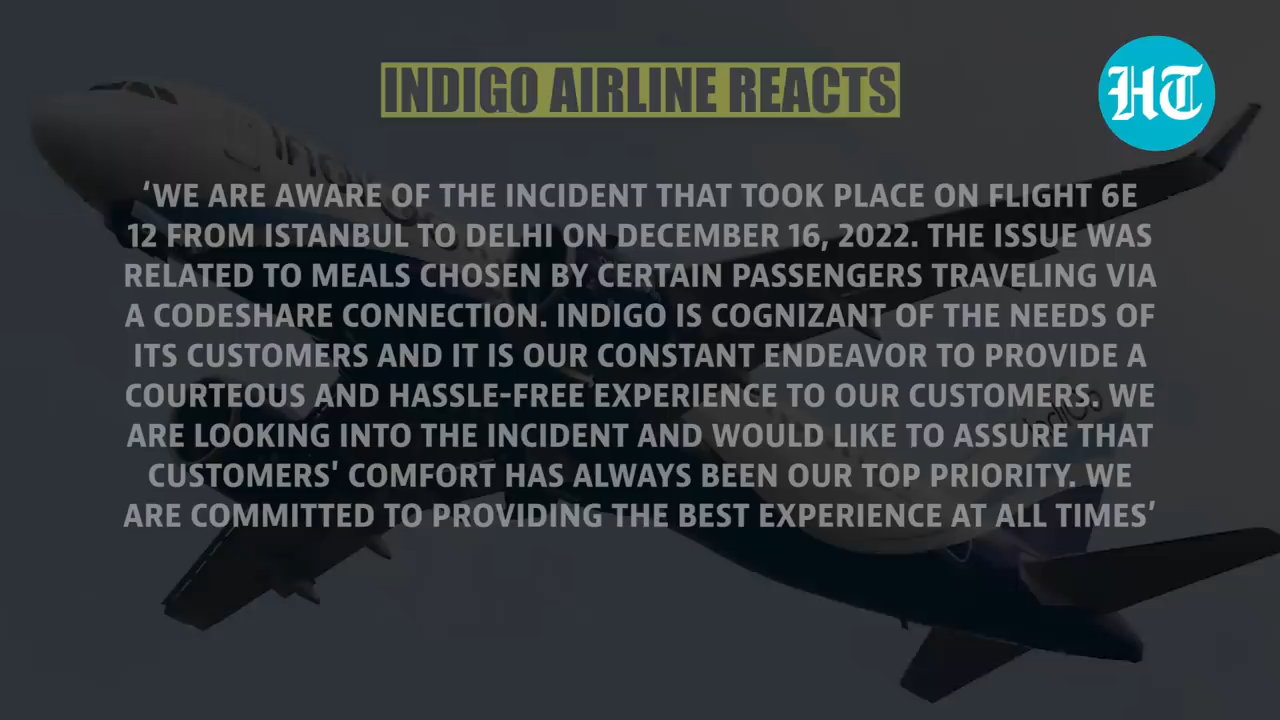 INDIGO AIRLINE REACTS
HT
‘WE ARE AWARE OF THE INCIDENT THAT TOOK PLACE ON FLIGHT 6E
12 FROM ISTANBUL TO DELHI ON DECEMBER 16, 2022. THE ISSUE WAS
RELATED TO MEALS CHOSEN BY CERTAIN PASSENGERS TRAVELING VIA
A CODESHARE CONNECTION. INDIGO IS COGNIZANT OF THE NEEDS OF
ITS CUSTOMERS AND IT IS OUR CONSTANT ENDEAVOR TO PROVIDE A
COURTEOUS AND HASSLE-FREE EXPERIENCE TO OUR CUSTOMERS. WE
ARE LOOKING INTO THE INCIDENT AND WOULD LIKE TO ASSURE THAT
CUSTOMERS’ COMFORT HAS ALWAYS BEEN OUR TOP PRIORITY. WE
ARE COMMITTED TO PROVIDING THE BEST EXPERIENCE AT ALL TIMES’